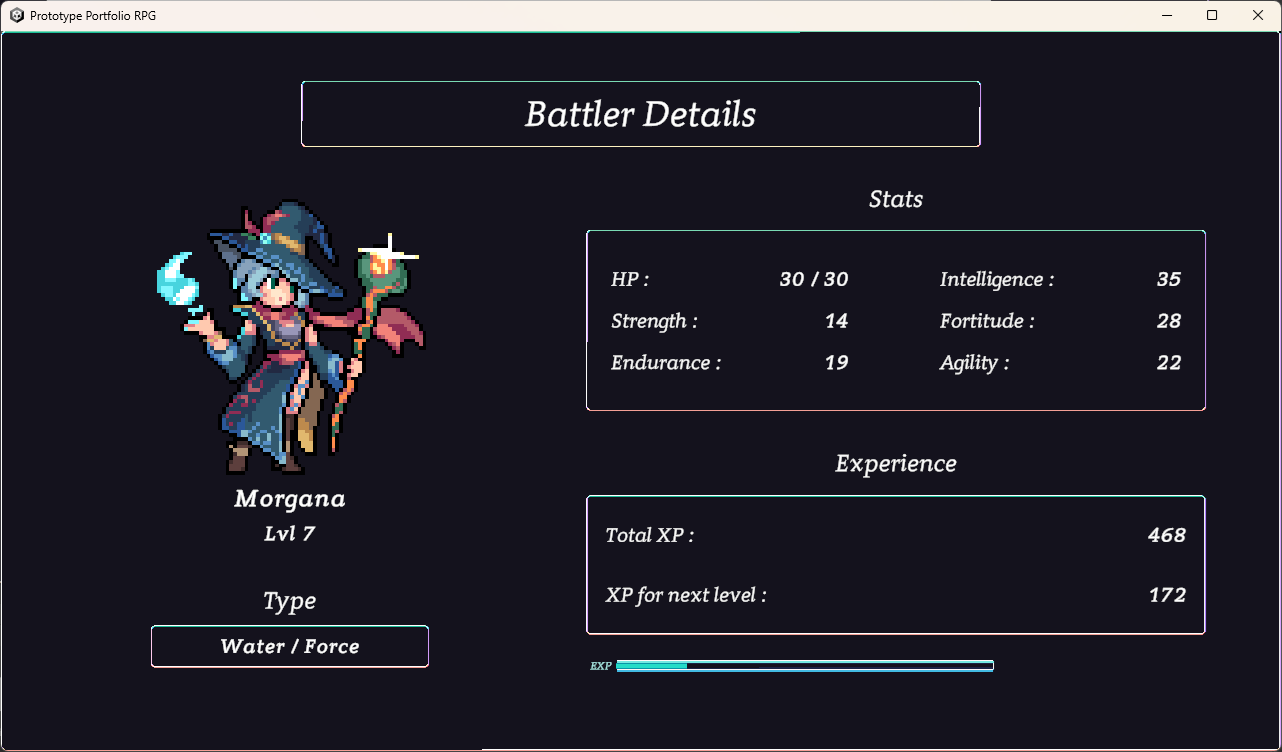 Prototype Portfolio RPG
Battler Details
Morgana
Lvl 7
Type
Water / Force
Stats
HP : 30 / 30 Intelligence : 35
Strength : 14 Fortitude : 28
Endurance : 19 Agility : 22
Experience
Total XP : 468
XP for next level : 172
EXP